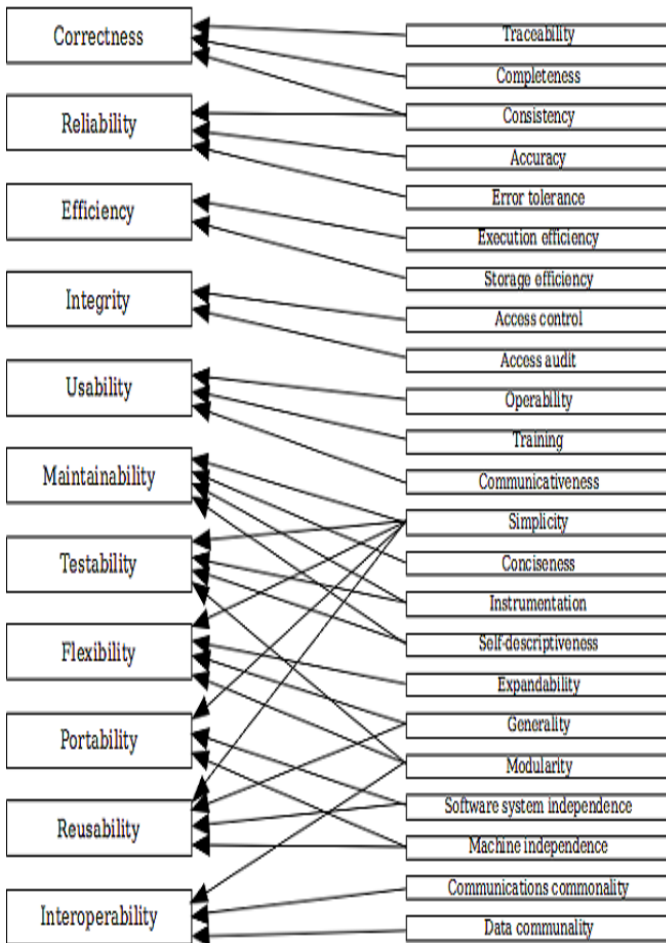 Correctness
Reliability
Efficiency
Integrity
Usability
Maintainability
Testability
Flexibility
Portability
Reusability
Interoperability
Traceability
Completeness
Consistency
Accuracy
Error tolerance
Execution efficiency
Storage efficiency
Access control
Access audit
Operability
Training
Communicativeness
Simplicity
Conciseness
Instrumentation
Self-descriptiveness
Expandability
Generality
Modularity
Software system independence
Machine independence
Communications commonality
Data communality